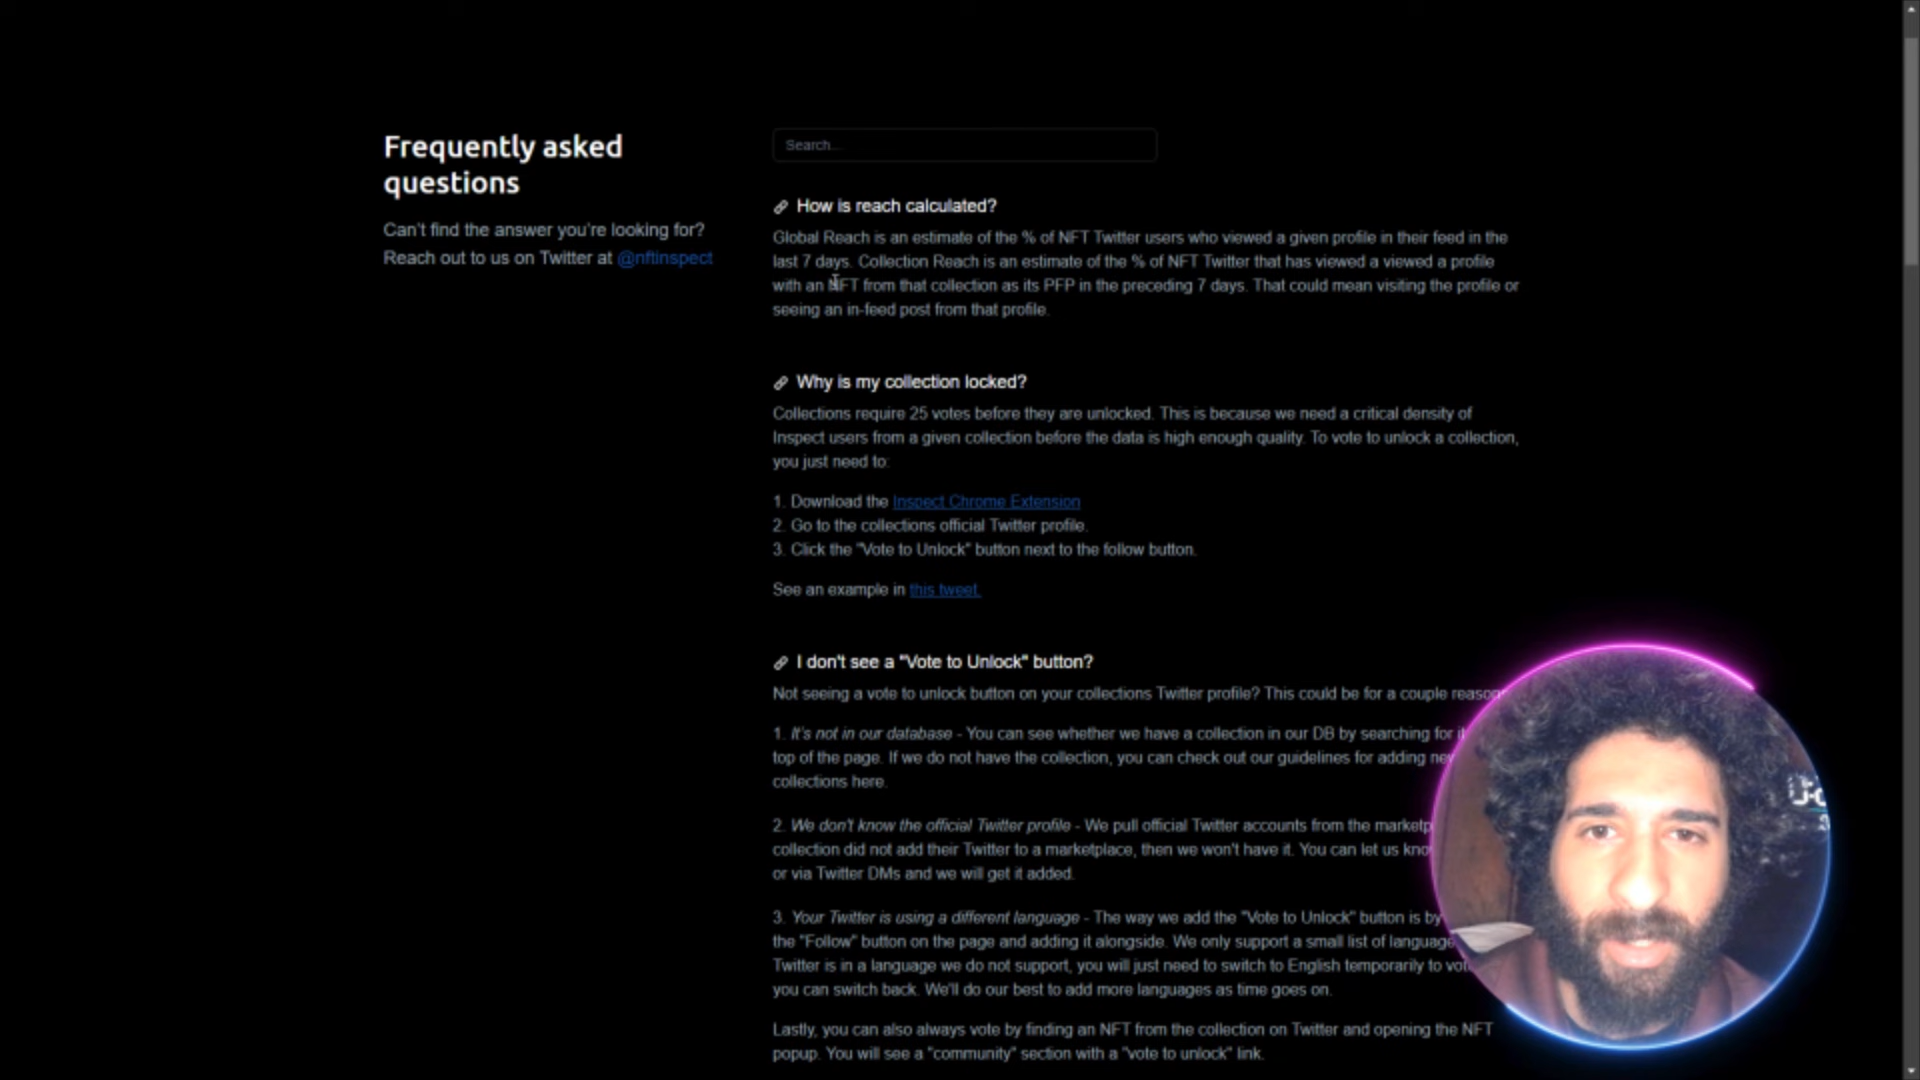 Frequently asked
questions
Can't find the answer you're looking for?
Reach out to us on Twitter at @nftinspect
Search...
How is reach calculated?
Global Reach is an estimate of the % of NFT Twitter users who viewed a given profile in their feed in the
last 7 days. Collection Reach is an estimate of the % of NFT Twitter that has viewed a viewed a profile
with an NFT from that collection as its PFP in the preceding 7 days. That could mean visiting the profile or
seeing an in-feed post from that profile.
Why is my collection locked?
Collections require 25 votes before they are unlocked. This is because we need a critical density of
Inspect users from a given collection before the data is high enough quality. To vote to unlock a collection,
you just need to:
1. Download the Inspect Chrome Extension
2. Go to the collections official Twitter profile.
3. Click the "Vote to Unlock" button next to the follow button.
See an example in this tweet.
I don't see a "Vote to Unlock" button?
Not seeing a vote to unlock button on your collections Twitter profile? This could be for a couple reason
1. It's not in our database - You can see whether we have a collection in our DB by searching for it
top of the page. If we do not have the collection, you can check out our guidelines for adding new
collections here.
2. We don't know the official Twitter profile - We pull official Twitter accounts from the marketp
collection did not add their Twitter to a marketplace, then we won't have it. You can let us kno
or via Twitter DMs and we will get it added.
3. Your Twitter is using a different language - The way we add the "Vote to Unlock" button is by
the "Follow" button on the page and adding it alongside. We only support a small list of language
Twitter is in a language we do not support, you will just need to switch to English temporarily to vot
you can switch back. We'll do our best to add more languages as time goes on.
Lastly, you can also always vote by finding an NFT from the collection on Twitter and opening the NFT
popup. You will see a "community" section with a "vote to unlock" link.